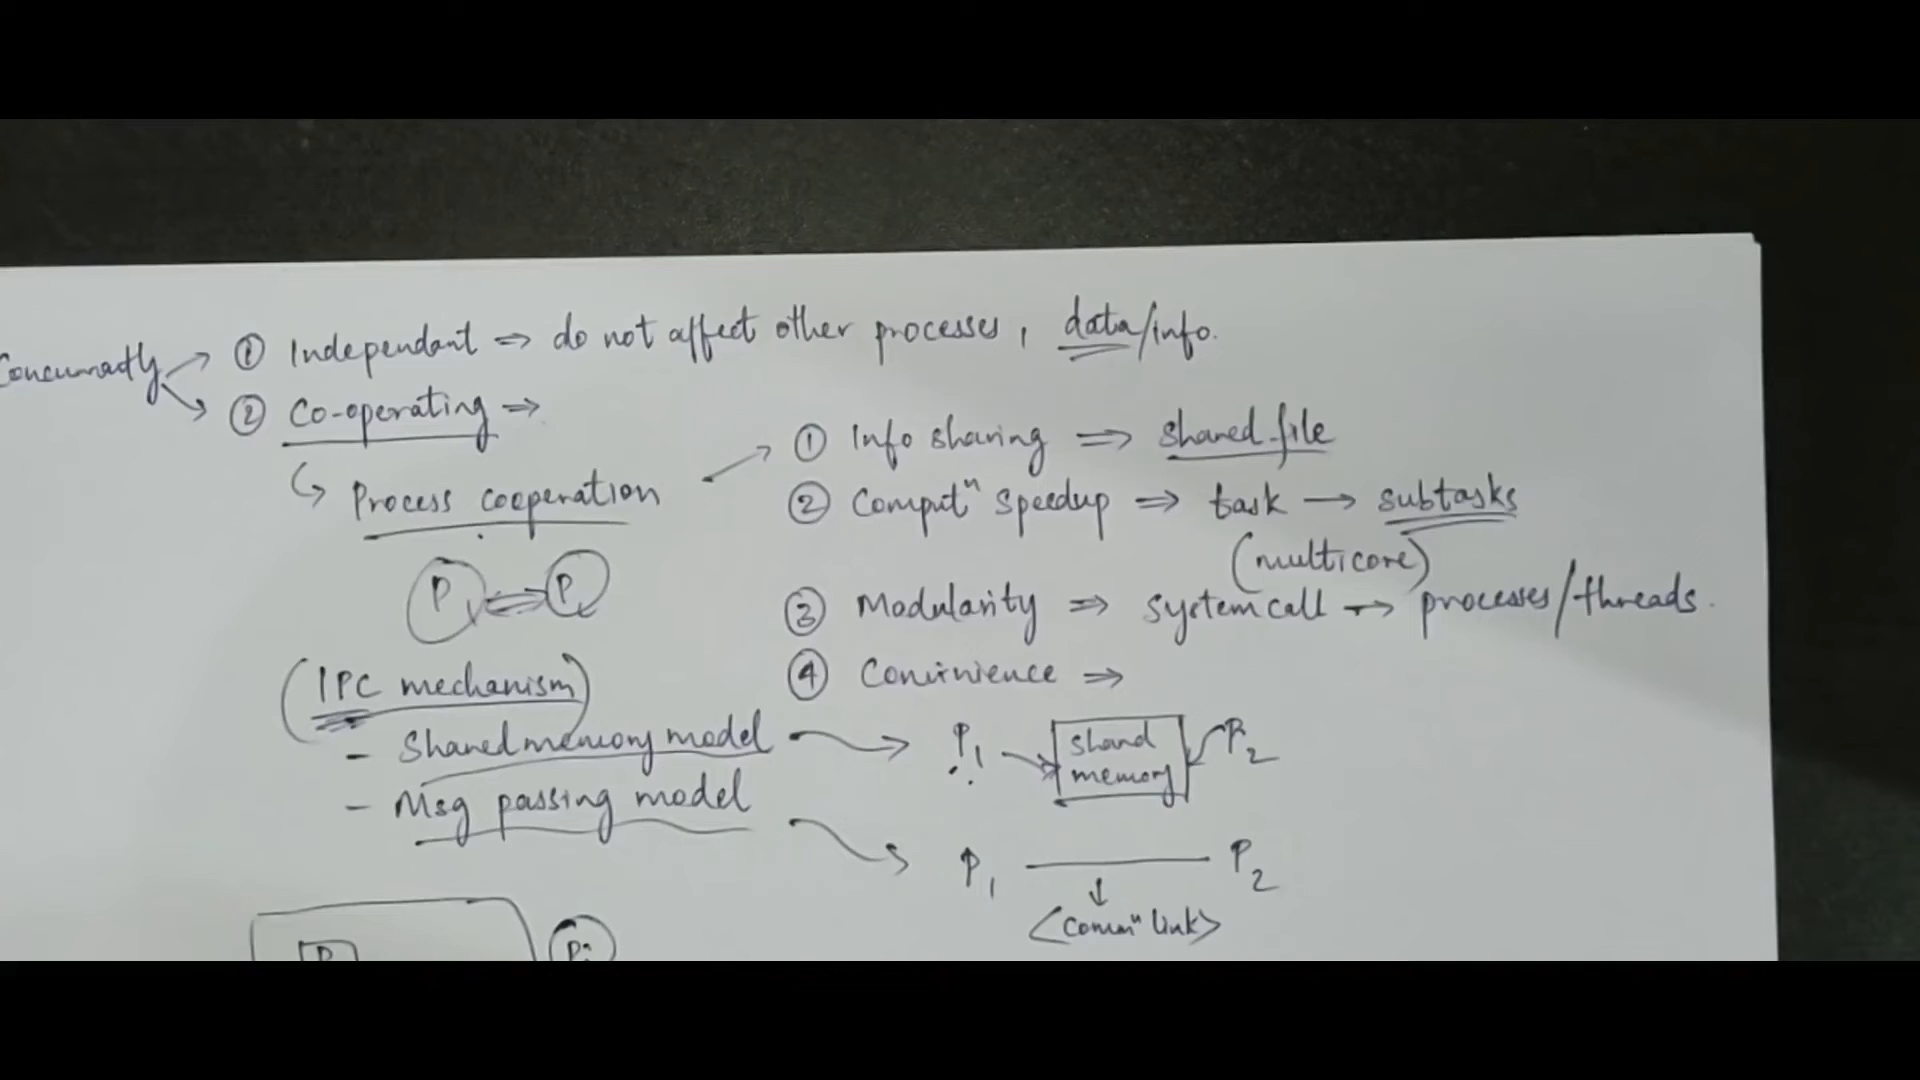 ① Independant ⇒ do not affect other processes, data/info.
Concurrently
② Co-operating ⇒
① Info sharing ⇒ shared file
↳ Process cooperation
② Computⁿ speedup ⇒ task → subtasks
(multicore)
P₁ P₂
③ Modularity ⇒ system call → processes/threads.
(IPC mechanism)
④ Convinience ⇒
- Shared memory model → P₁ shared P₂
memory
- Msg passing model → P₁ P₂
<Commⁿ link>